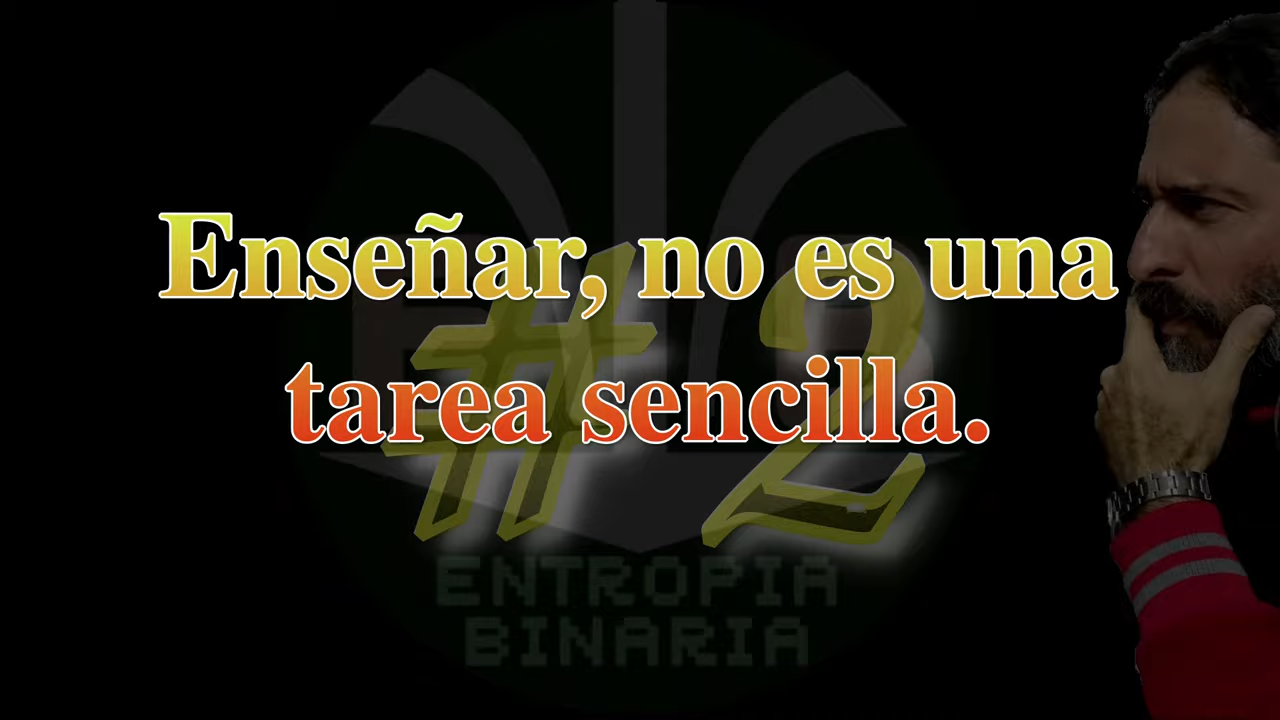 Enseñar, no es una
tarea sencilla.
# 2
ENTROPIA
BINARIA